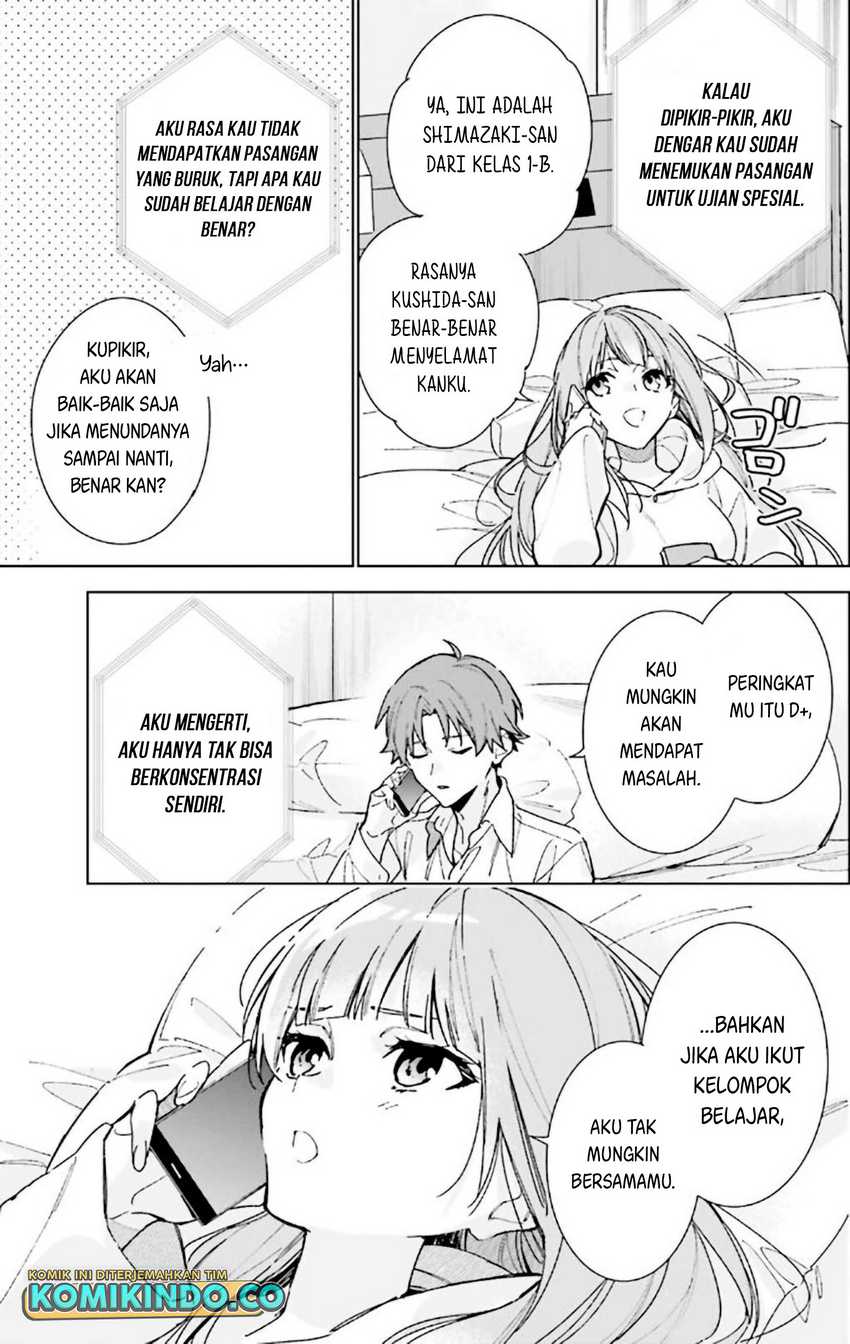 KALAU
DIPIKIR-PIKIR, AKU
DENGAR KAU SUDAH
MENEMUKAN PASANGAN
UNTUK UJIAN SPESIAL.
YA, INI ADALAH
SHIMAZAKI-SAN
DARI KELAS 1-B.
RASANYA
KUSHIDA-SAN
BENAR-BENAR
MENYELAMAT
KANKU.
ゴロン
AKU RASA KAU TIDAK
MENDAPATKAN PASANGAN
YANG BURUK, TAPI APA KAU
SUDAH BELAJAR DENGAN
BENAR?
Yah...
KUPIKIR,
AKU AKAN
BAIK-BAIK SAJA
JIKA MENUNDANYA
SAMPAI NANTI,
BENAR KAN?
PERINGKAT
MU ITU D+,
KAU
MUNGKIN
AKAN
MENDAPAT
MASALAH.
AKU MENGERTI,
AKU HANYA TAK BISA
BERKONSENTRASI
SENDIRI.
...BAHKAN
JIKA AKU IKUT
KELOMPOK
BELAJAR,
AKU TAK
MUNGKIN
BERSAMAMU.
KOMIK INI DITERJEMAHKAN TIM
KOMIKINDO.CO